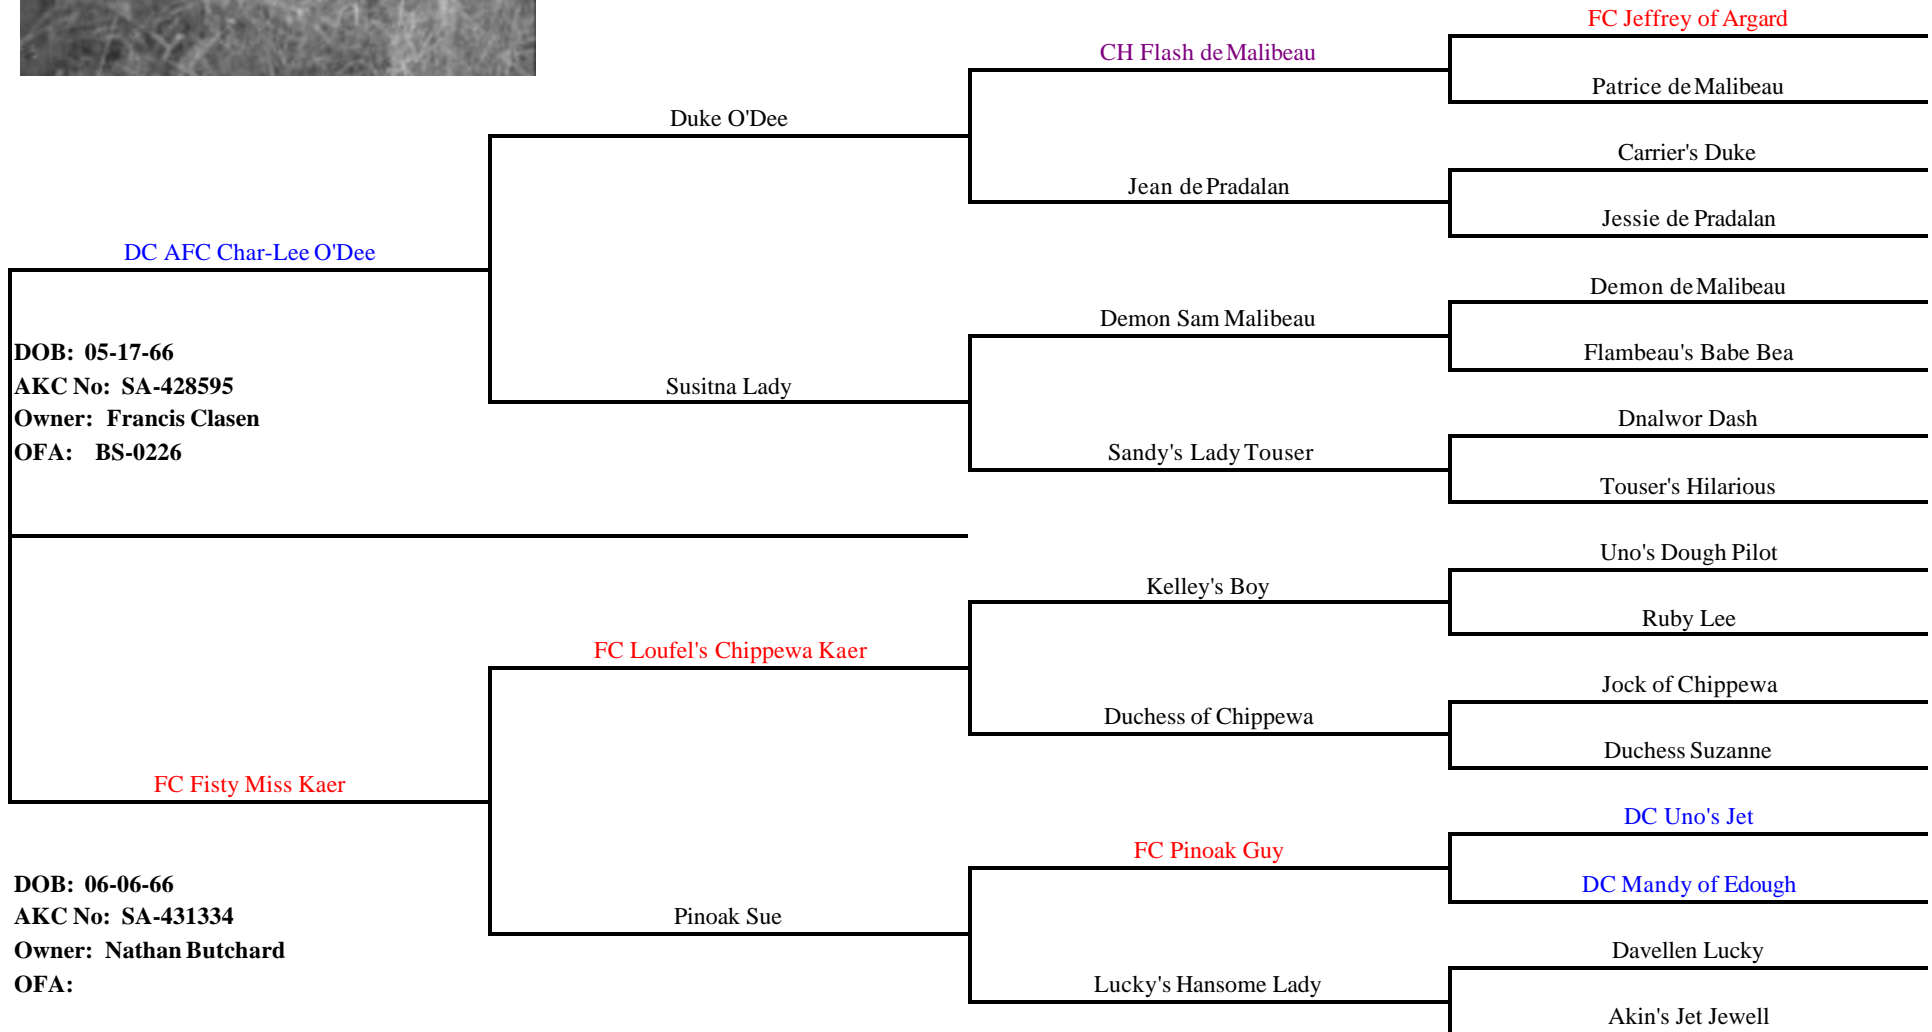 FC Jeffrey of Argard
CH Flash de Malibeau
Patrice de Malibeau
Duke O'Dee
Carrier's Duke
Jean de Pradalan
Jessie de Pradalan
DC AFC Char-Lee O'Dee
Demon de Malibeau
Demon Sam Malibeau
DOB: 05-17-66
Flambeau's Babe Bea
AKC No: SA-428595
Susitna Lady
Owner: Francis Clasen
Dnalwor Dash
OFA: BS-0226
Sandy's Lady Touser
Touser's Hilarious
Uno's Dough Pilot
Kelley's Boy
Ruby Lee
FC Loufel's Chippewa Kaer
Jock of Chippewa
Duchess of Chippewa
Duchess Suzanne
FC Fisty Miss Kaer
DC Uno's Jet
FC Pinoak Guy
DOB: 06-06-66
DC Mandy of Edough
AKC No: SA-431334
Pinoak Sue
Owner: Nathan Butchard
Davellen Lucky
OFA:
Lucky's Hansome Lady
Akin's Jet Jewell